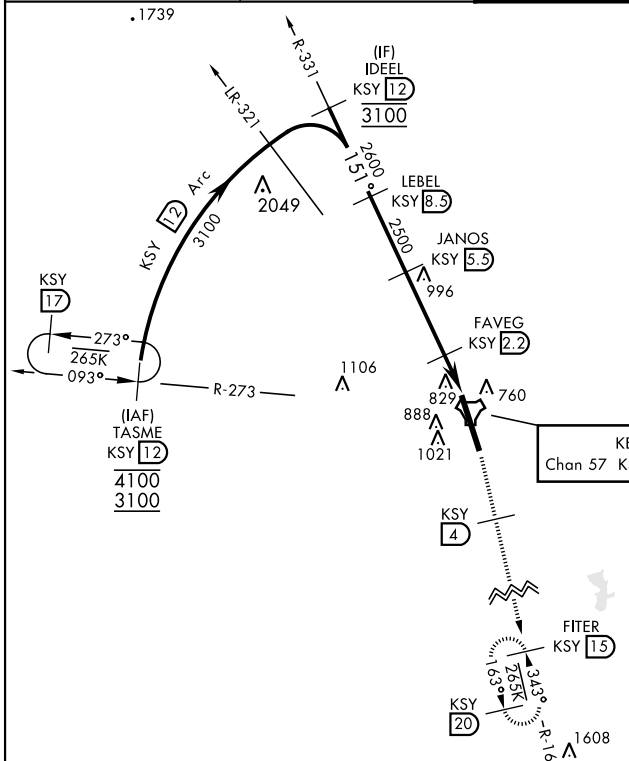 .1739
R-331
(IF)
IDEEL
KSY 12
3100
LR-321
2600
151°
KSY 12 Arc
3100
2049
LEBEL
KSY 8.5
2500
JANOS
KSY 5.5
996
KSY
17
273°
265K
093°
R-273
FAVEG
KSY 2.2
1106
829
760
(IAF)
TASME
KSY 12
4100
3100
888
1021
KE
Chan 57 K
KSY
4
FITER
KSY 15
163°
265K
343°
KSY
20
R-16
1608